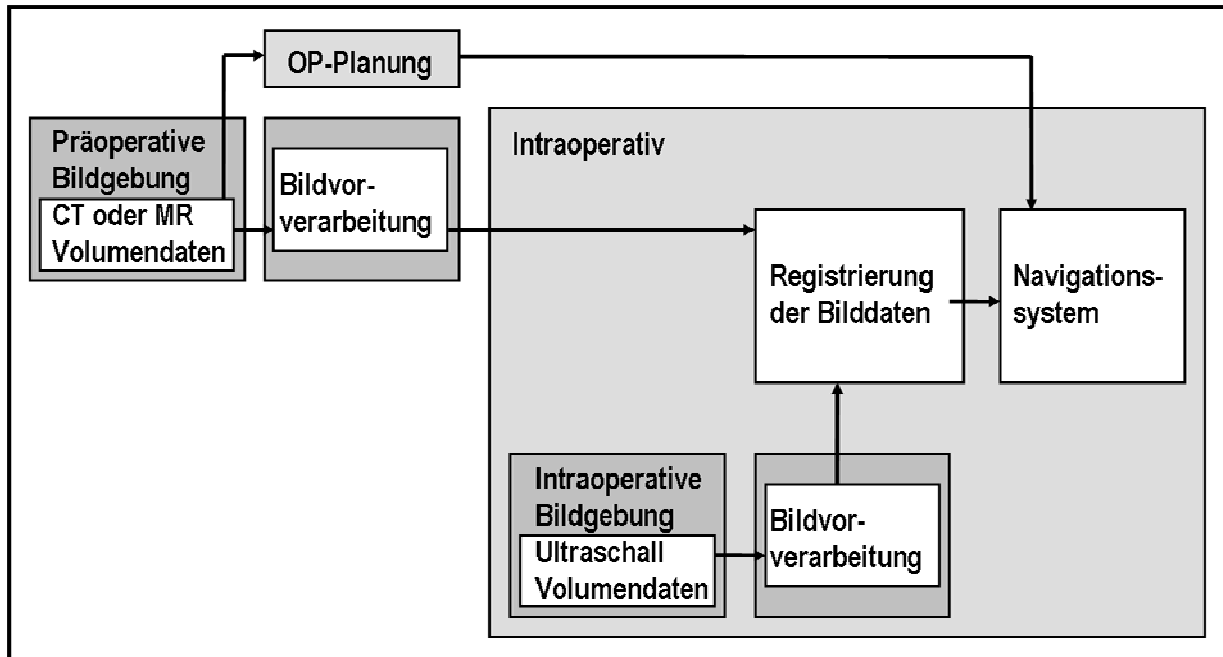 OP-Planung
Präoperative
Bildgebung
CT oder MR
Volumendaten
Bildvor-
verarbeitung
Intraoperativ
Registrierung
der Bilddaten
Navigations-
system
Intraoperative
Bildgebung
Ultraschall
Volumendaten
Bildvor-
verarbeitung